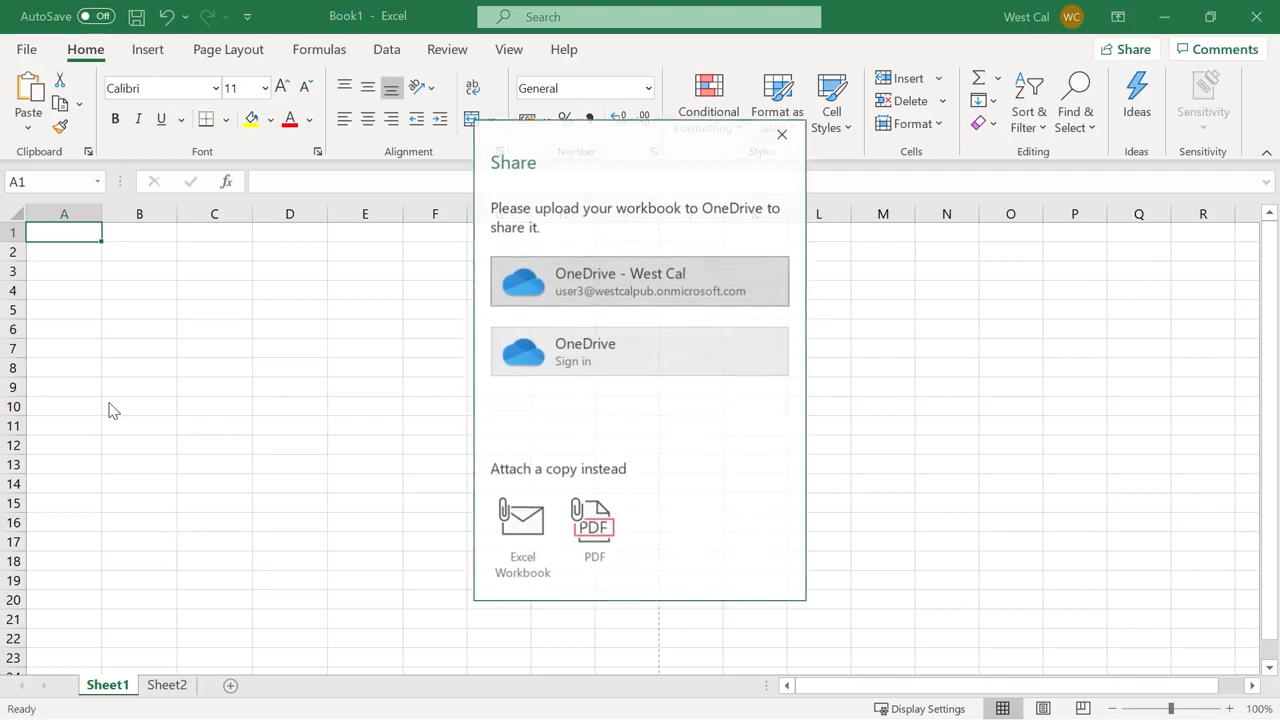 AutoSave Off Book1 - Excel Search West Cal WC
File Home Insert Page Layout Formulas Data Review View Help Share Comments
Calibri 11 General Insert
Delete
Format
Paste B I U A Conditional Format as Cell Sort & Find & Ideas Sensitivity
Formatting Styles Filter Select
Clipboard Font Alignment Number Styles Cells Editing Ideas Sensitivity
A1 fx
A B C D E F L M N O P Q R
1
2
3
4
5
6
7
8
9
10
11
12
13
14
15
16
17
18
19
20
21
22
23
Share
Please upload your workbook to OneDrive to
share it.
OneDrive - West Cal
user3@westcalpub.onmicrosoft.com
OneDrive
Sign in
Attach a copy instead
PDF
Excel PDF
Workbook
Sheet1 Sheet2
Ready Display Settings 100%